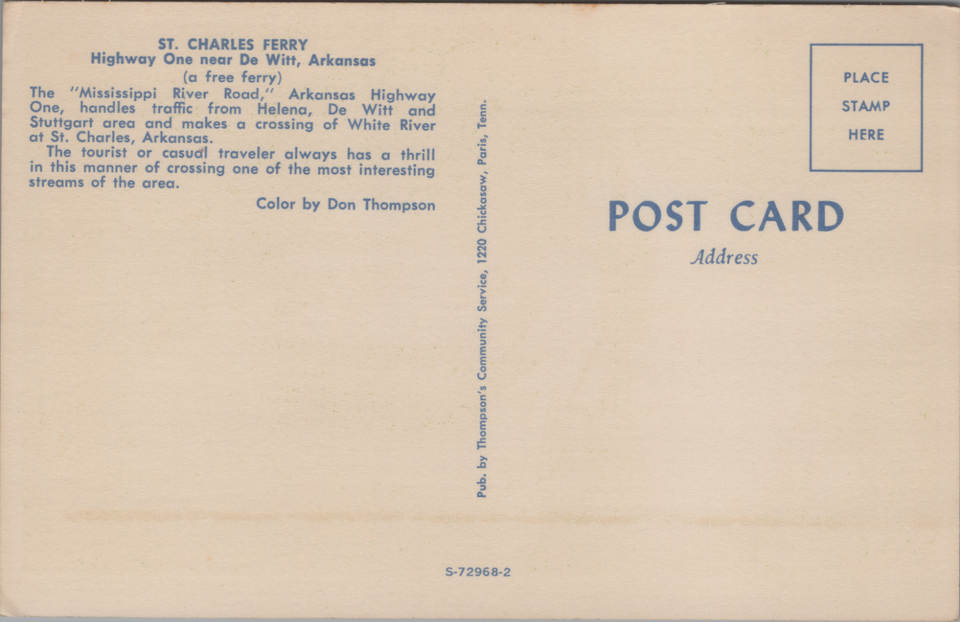 ST. CHARLES FERRY
Highway One near De Witt, Arkansas
(a free ferry)
The "Mississippi River Road," Arkansas Highway
One, handles traffic from Helena, De Witt and
Stuttgart area and makes a crossing of White River
at St. Charles, Arkansas.
The tourist or casual traveler always has a thrill
in this manner of crossing one of the most interesting
streams of the area.
Color by Don Thompson
Pub. by Thompson's Community Service, 1220 Chickasaw, Paris, Tenn.
PLACE
STAMP
HERE
POST CARD
Address
S-72968-2